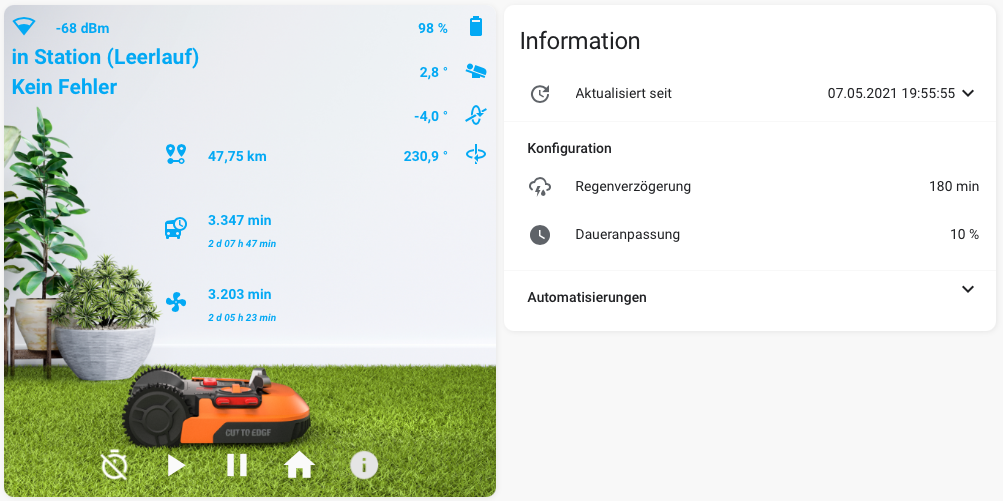 -68 dBm
98 %
in Station (Leerlauf)
2,8 °
Kein Fehler
-4,0 °
47,75 km
230,9 °
3.347 min
2 d 07 h 47 min
3.203 min
2 d 05 h 23 min
CUT TO EDGE
Information
Aktualisiert seit
07.05.2021 19:55:55
Konfiguration
Regenverzögerung
180 min
Daueranpassung
10 %
Automatisierungen